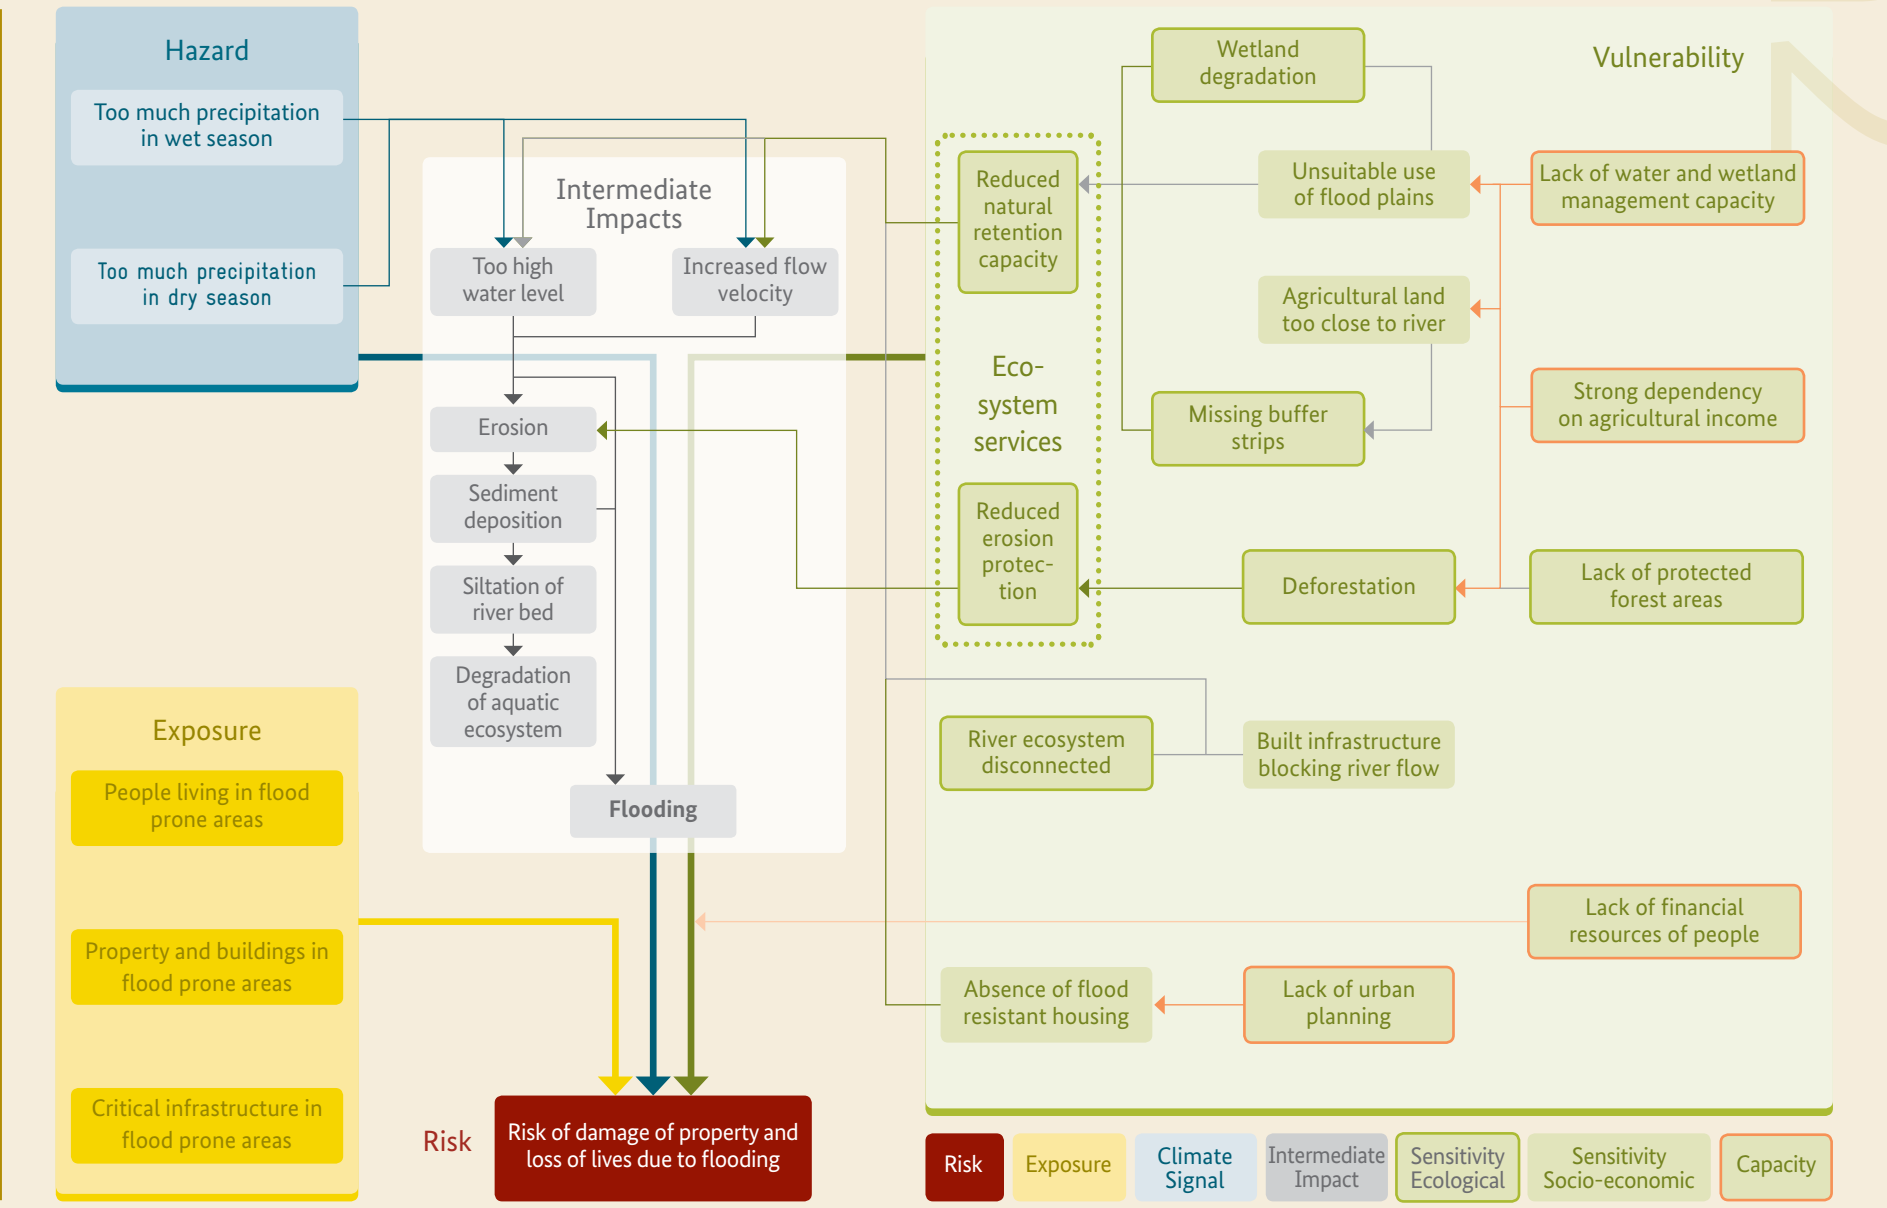 Hazard
Too much precipitation
in wet season
Too much precipitation
in dry season
Intermediate
Impacts
Too high
water level
Increased flow
velocity
Erosion
Sediment
deposition
Siltation of
river bed
Degradation
of aquatic
ecosystem
Flooding
Exposure
People living in flood
prone areas
Property and buildings in
flood prone areas
Critical infrastructure in
flood prone areas
Risk
Risk of damage of property and
loss of lives due to flooding
Vulnerability
Wetland
degradation
Reduced
natural
retention
capacity
Unsuitable use
of flood plains
Lack of water and wetland
management capacity
Agricultural land
too close to river
Eco-
system
services
Missing buffer
strips
Strong dependency
on agricultural income
Reduced
erosion
protec-
tion
Deforestation
Lack of protected
forest areas
River ecosystem
disconnected
Built infrastructure
blocking river flow
Lack of financial
resources of people
Absence of flood
resistant housing
Lack of urban
planning
Risk
Exposure
Climate
Signal
Intermediate
Impact
Sensitivity
Ecological
Sensitivity
Socio-economic
Capacity